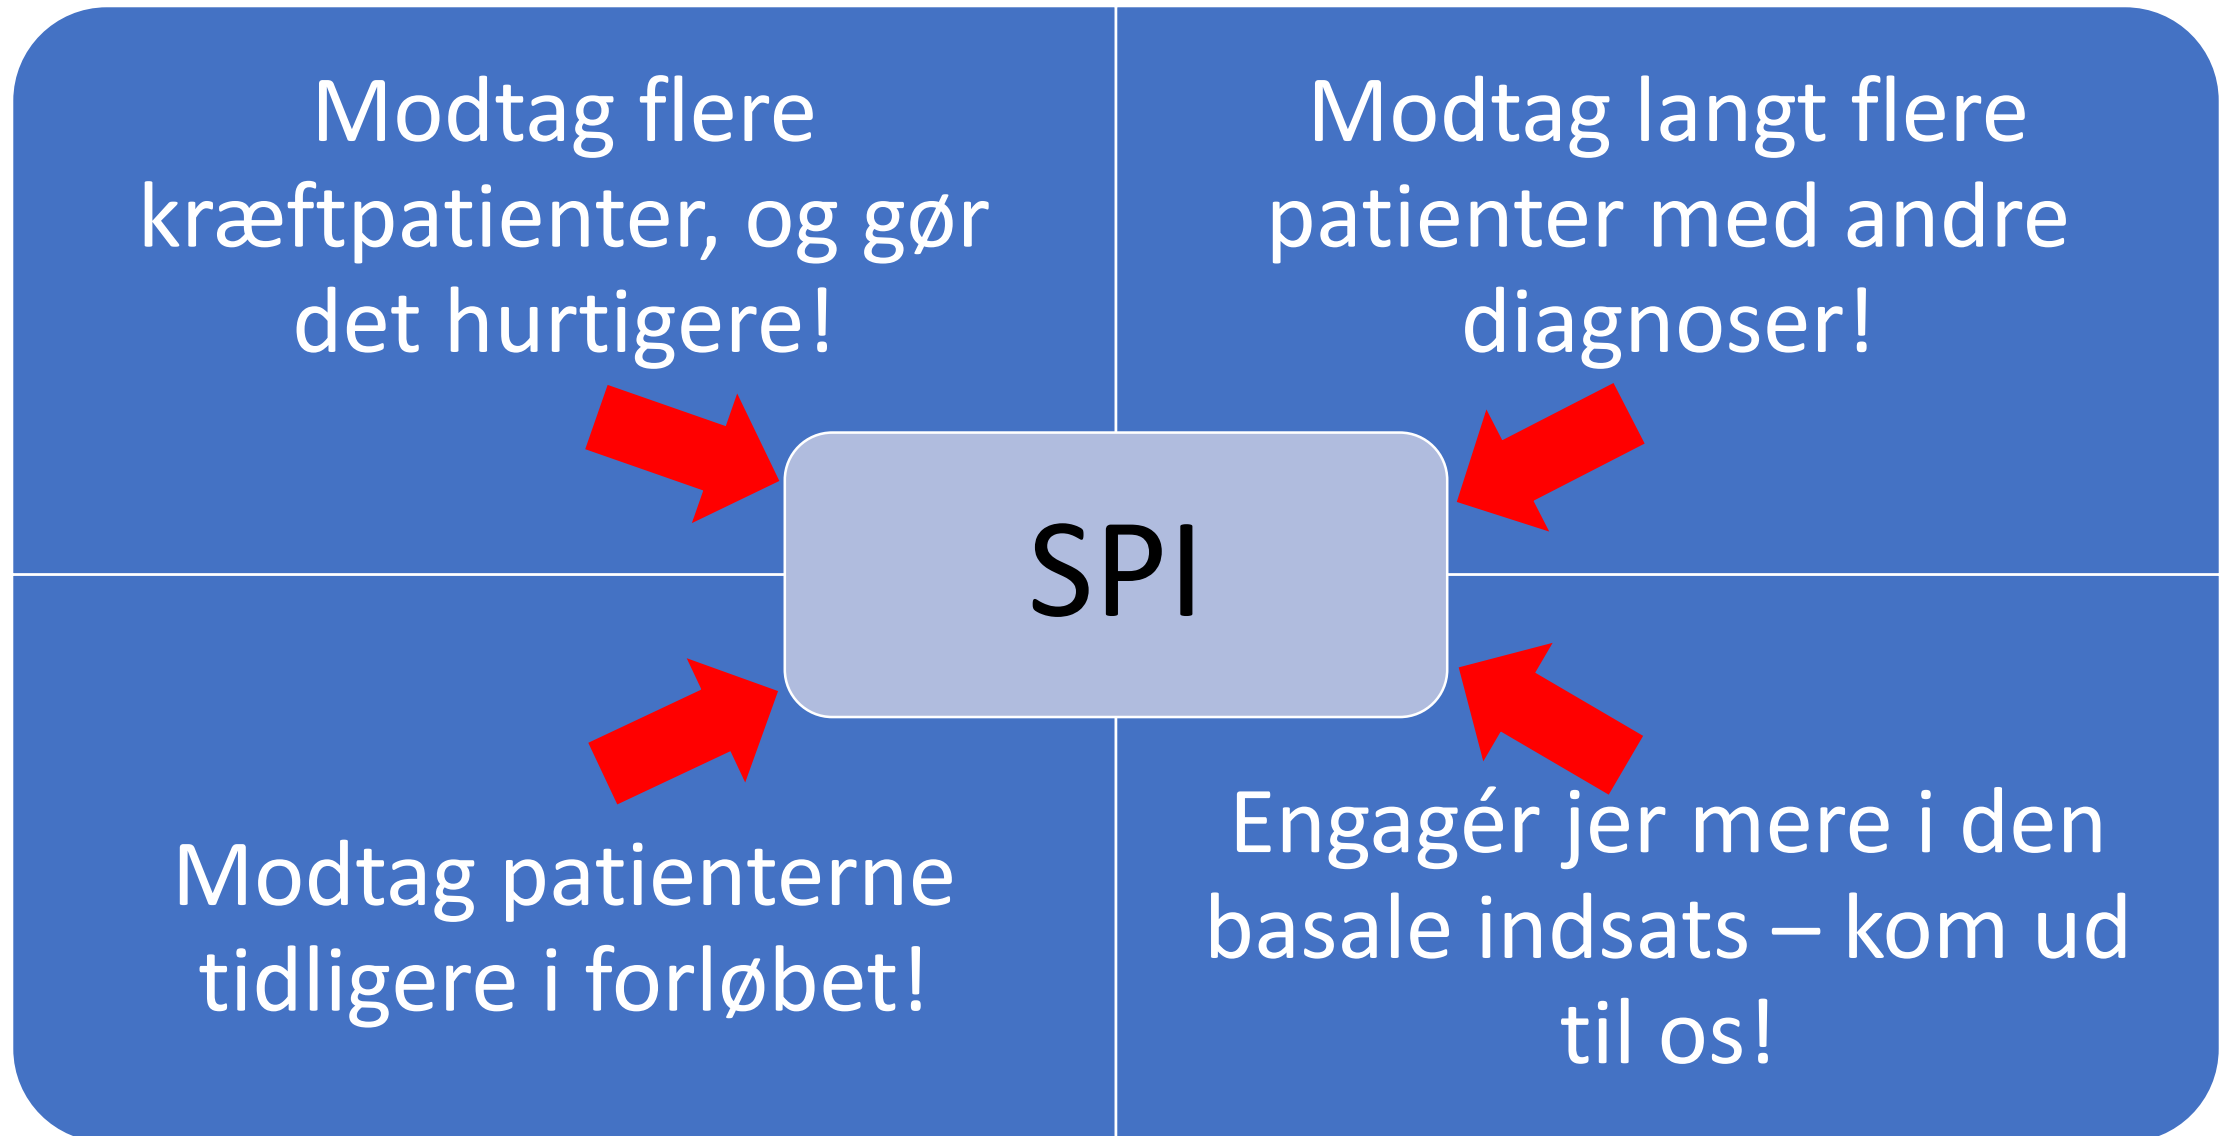 Modtag flere
kræftpatienter, og gør
det hurtigere!
Modtag langt flere
patienter med andre
diagnoser!
SPI
Modtag patienterne
tidligere i forløbet!
Engagér jer mere i den
basale indsats – kom ud
til os!